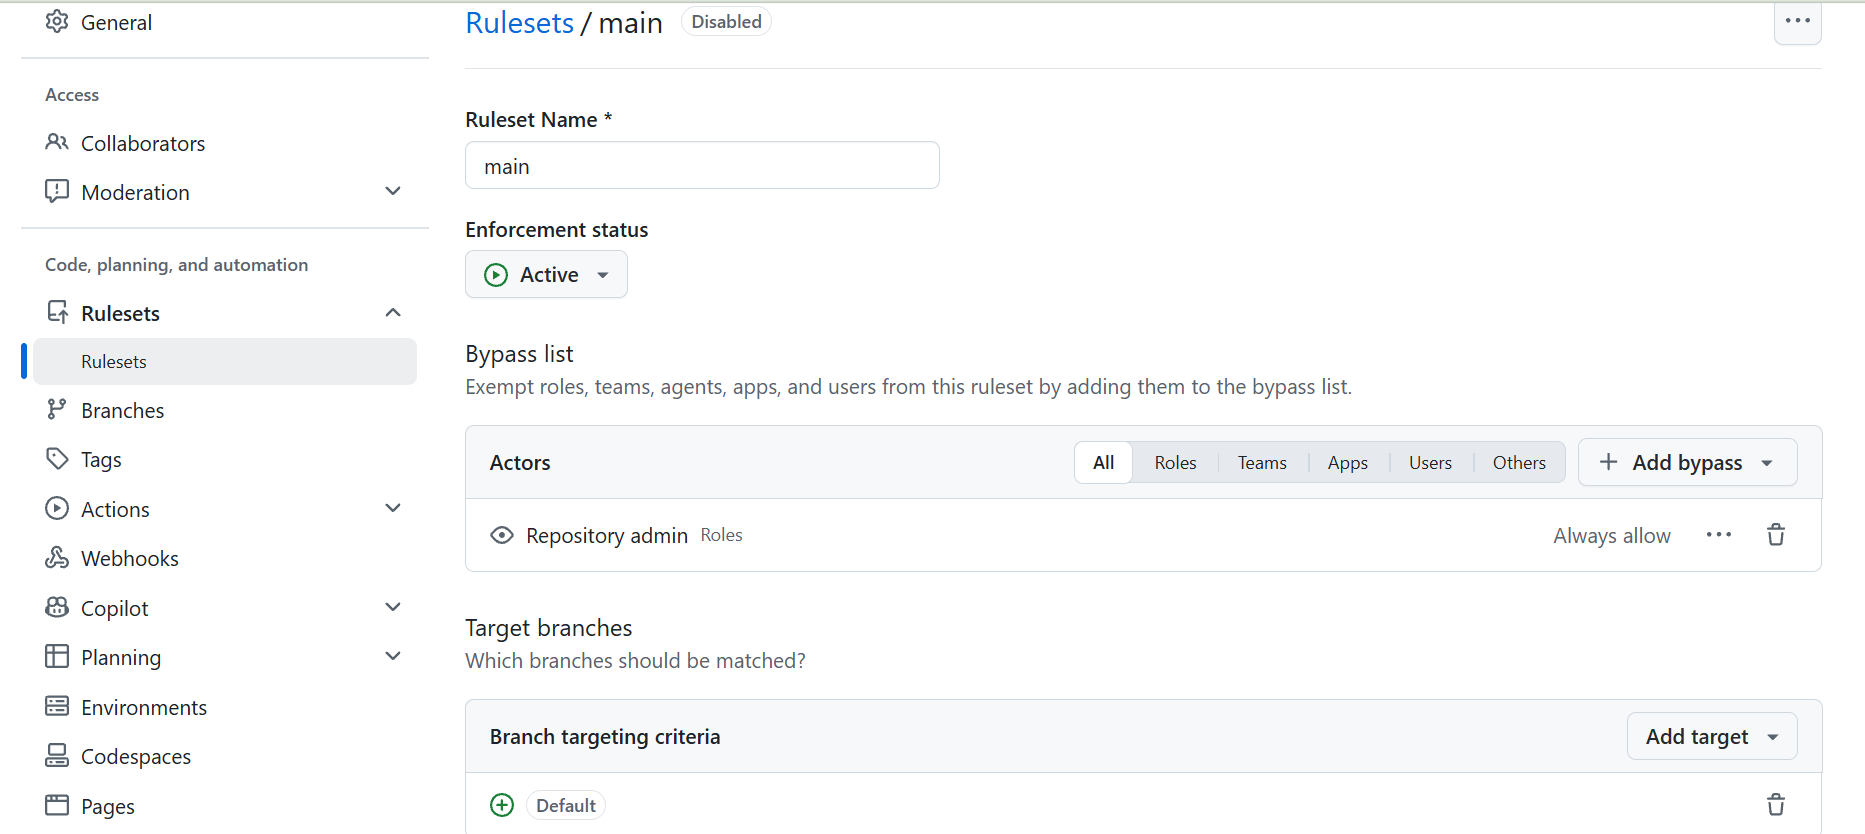 General
Access
Collaborators
Moderation
Code, planning, and automation
Rulesets
Rulesets
Branches
Tags
Actions
Webhooks
Copilot
Planning
Environments
Codespaces
Pages
Rulesets / main Disabled
Ruleset Name *
main
Enforcement status
Active
Bypass list
Exempt roles, teams, agents, apps, and users from this ruleset by adding them to the bypass list.
Actors All Roles Teams Apps Users Others Add bypass
Repository admin Roles Always allow
Target branches
Which branches should be matched?
Branch targeting criteria Add target
Default